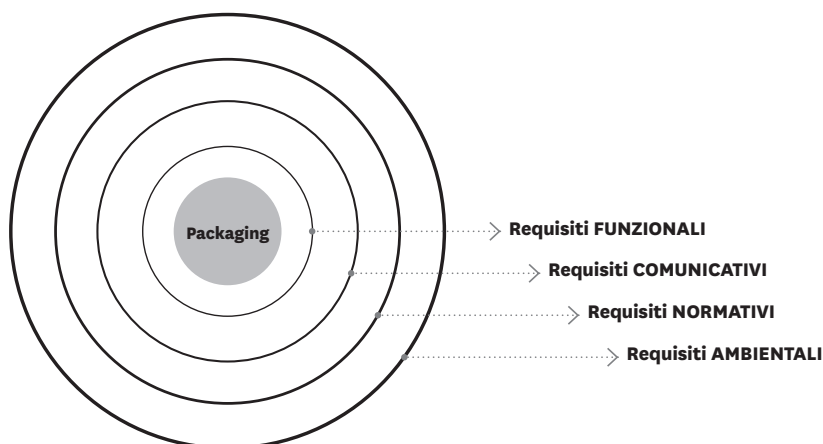 Packaging
Requisiti FUNZIONALI
Requisiti COMUNICATIVI
Requisiti NORMATIVI
Requisiti AMBIENTALI